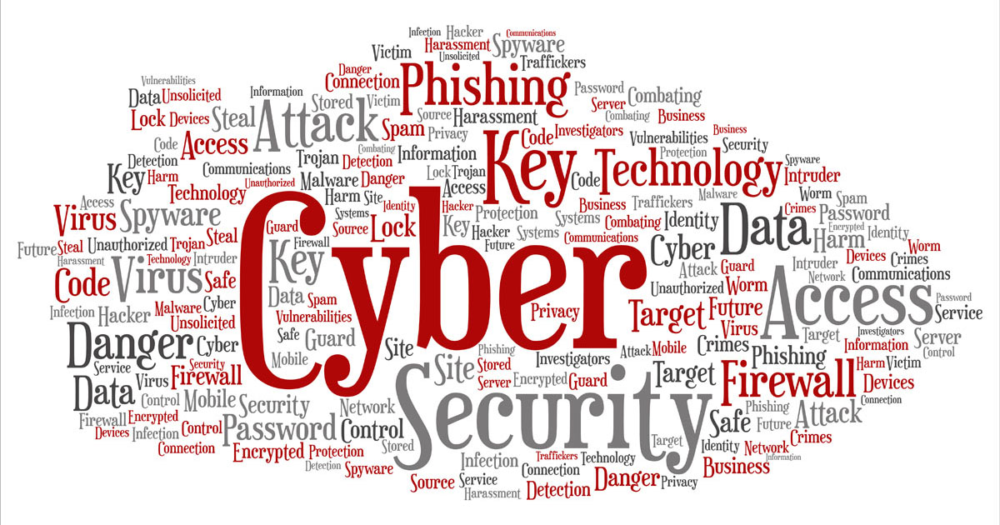 Infection Hacker Communications
Victim Harassment Unsolicited Spyware
Danger Traffickers
Connection Phishing Password Combating
Vulnerabilities Information
Data Unsolicited Stored Victim Server
Lock Devices Steal Attack Source Harassment Combating Business
Code Access Spam Privacy Code Investigators Vulnerabilities Business
Combating Key Protection Security
Detection Communications Trojan Detection Information Spyware
Key Harm Unauthorized Malware Danger Lock Trojan Code Technology Intruder
Technology Harm Site Access Malware Worm
Access Systems Identity Hacker Protection Business Traffickers Crimes Spam
Virus Spyware Guard Source Lock Key Hacker Systems Systems Combating Identity Data Password
Future Steal Unauthorized Trojan Steal Firewall Future Communications Cyber Harm Encrypted Identity
Harassment Technology Intruder Key Devices Worm
Code Virus Safe Cyber Attack Guard Intruder Crimes
Data Spam Unauthorized Worm Network Communications
Infection Hacker Malware Cyber Vulnerabilities Privacy Target Future Access Password
Unsolicited Safe Guard Virus Target Investigators Service
Danger Cyber Mobile Site Phishing Attack Mobile Crimes Information Server
Service Security Site Stored Investigators Phishing Control
Data Virus Firewall Server Encrypted Guard Target Firewall Harm Victim
Control Mobile Security Network Security Devices
Firewall Encrypted Safe Phishing Attack Connection
Devices Infection Control Password Control Future
Connection Stored Target Identity Network Crimes
Encrypted Protection Infection Traffickers Technology Information
Detection Spyware Connection Business
Source Service Danger Privacy
Harassment Detection